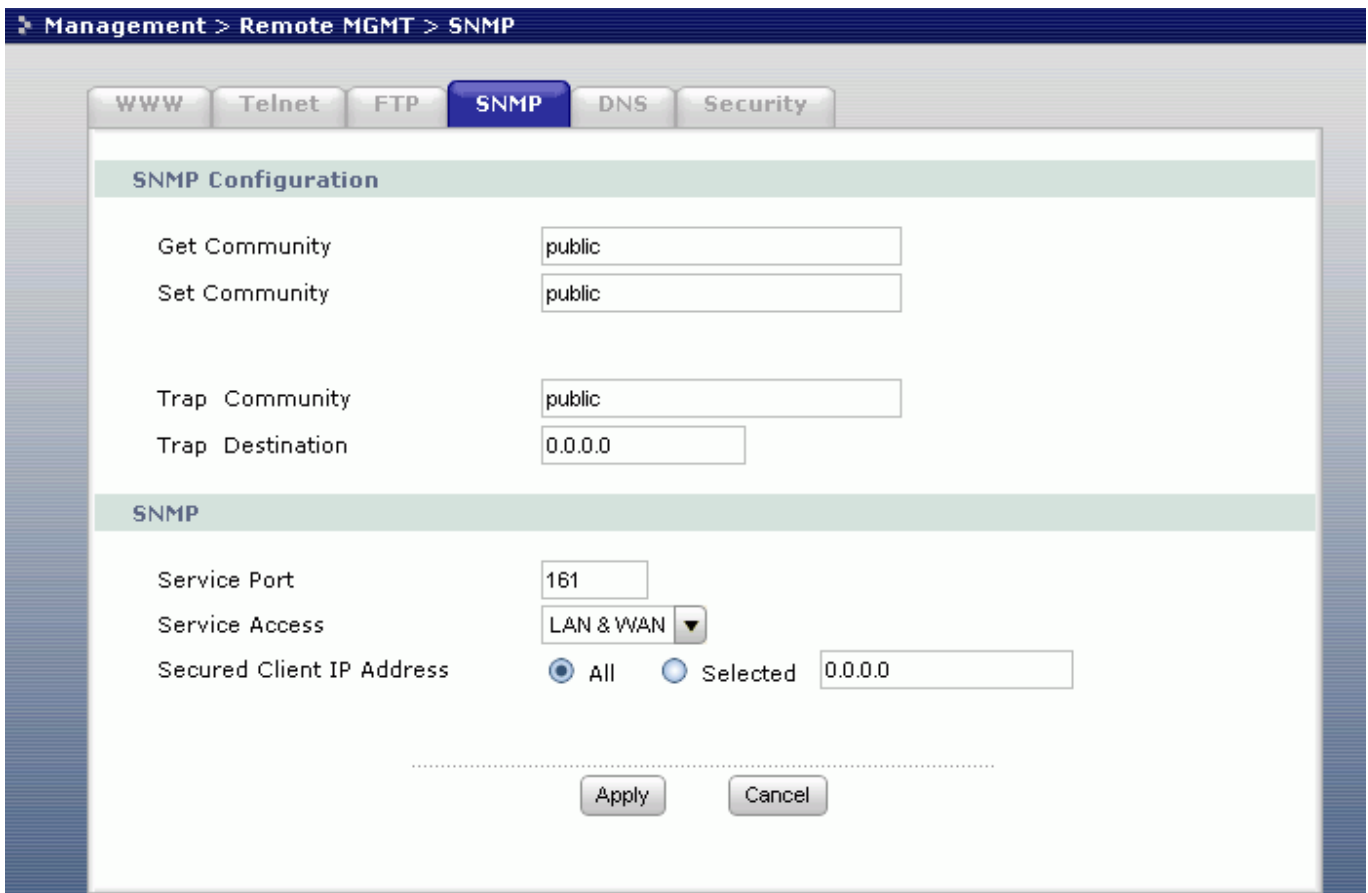 Management > Remote MGMT > SNMP
WWW Telnet FTP SNMP DNS Security
SNMP Configuration
Get Community public
Set Community public
Trap Community public
Trap Destination 0.0.0.0
SNMP
Service Port 161
Service Access LAN & WAN
Secured Client IP Address All Selected 0.0.0.0
Apply Cancel